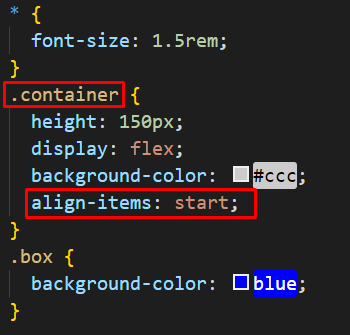 * {
font-size: 1.5rem;
}
.container {
height: 150px;
display: flex;
background-color: #ccc;
align-items: start;
}
.box {
background-color: blue;
}